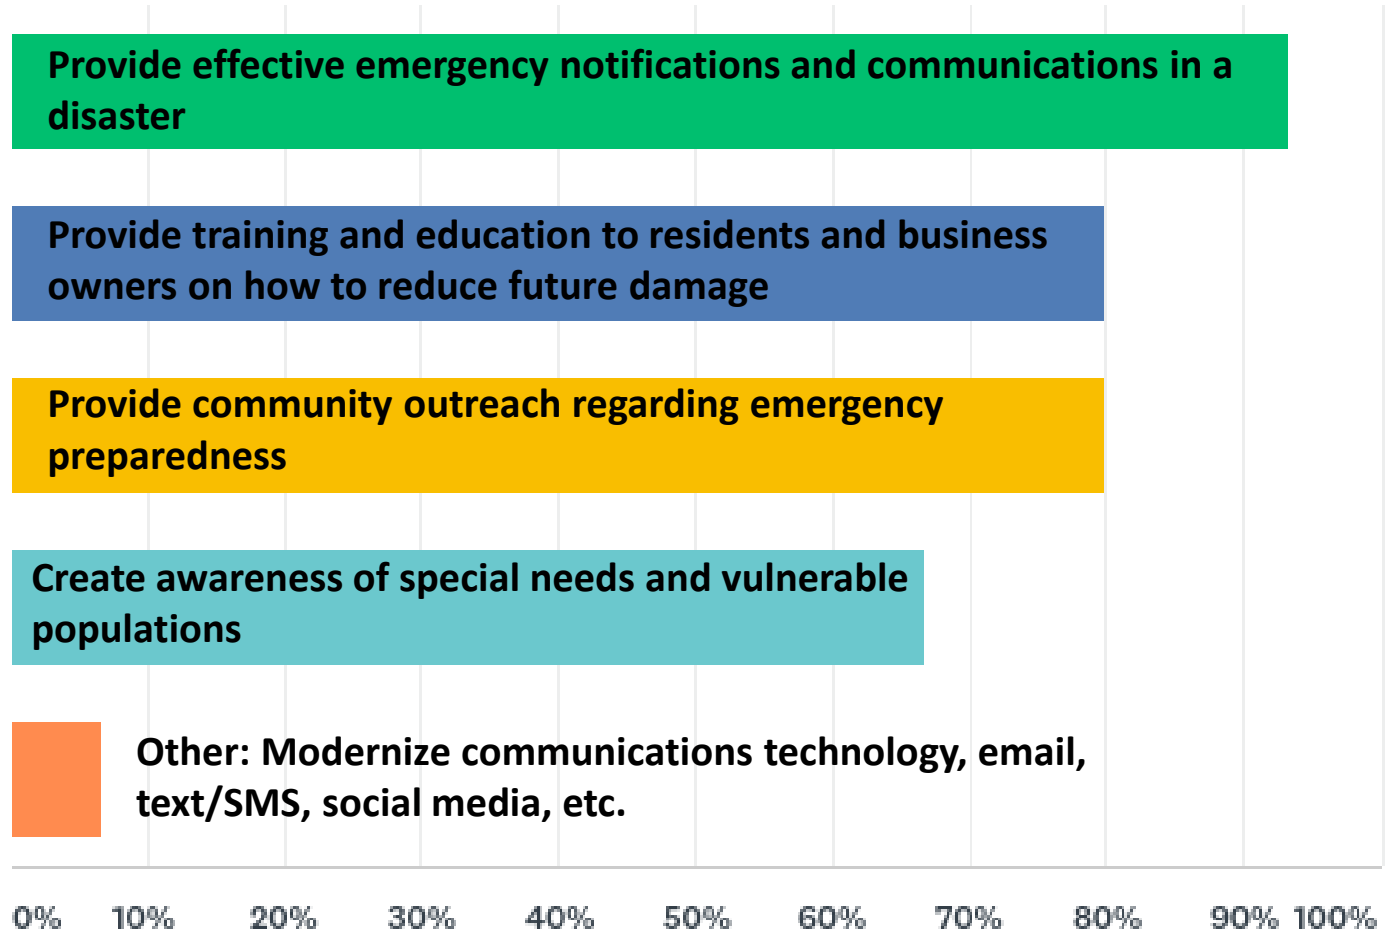 Provide effective emergency notifications and communications in a
disaster
Provide training and education to residents and business
owners on how to reduce future damage
Provide community outreach regarding emergency
preparedness
Create awareness of special needs and vulnerable
populations
Other: Modernize communications technology, email,
text/SMS, social media, etc.
0% 10% 20% 30% 40% 50% 60% 70% 80% 90% 100%